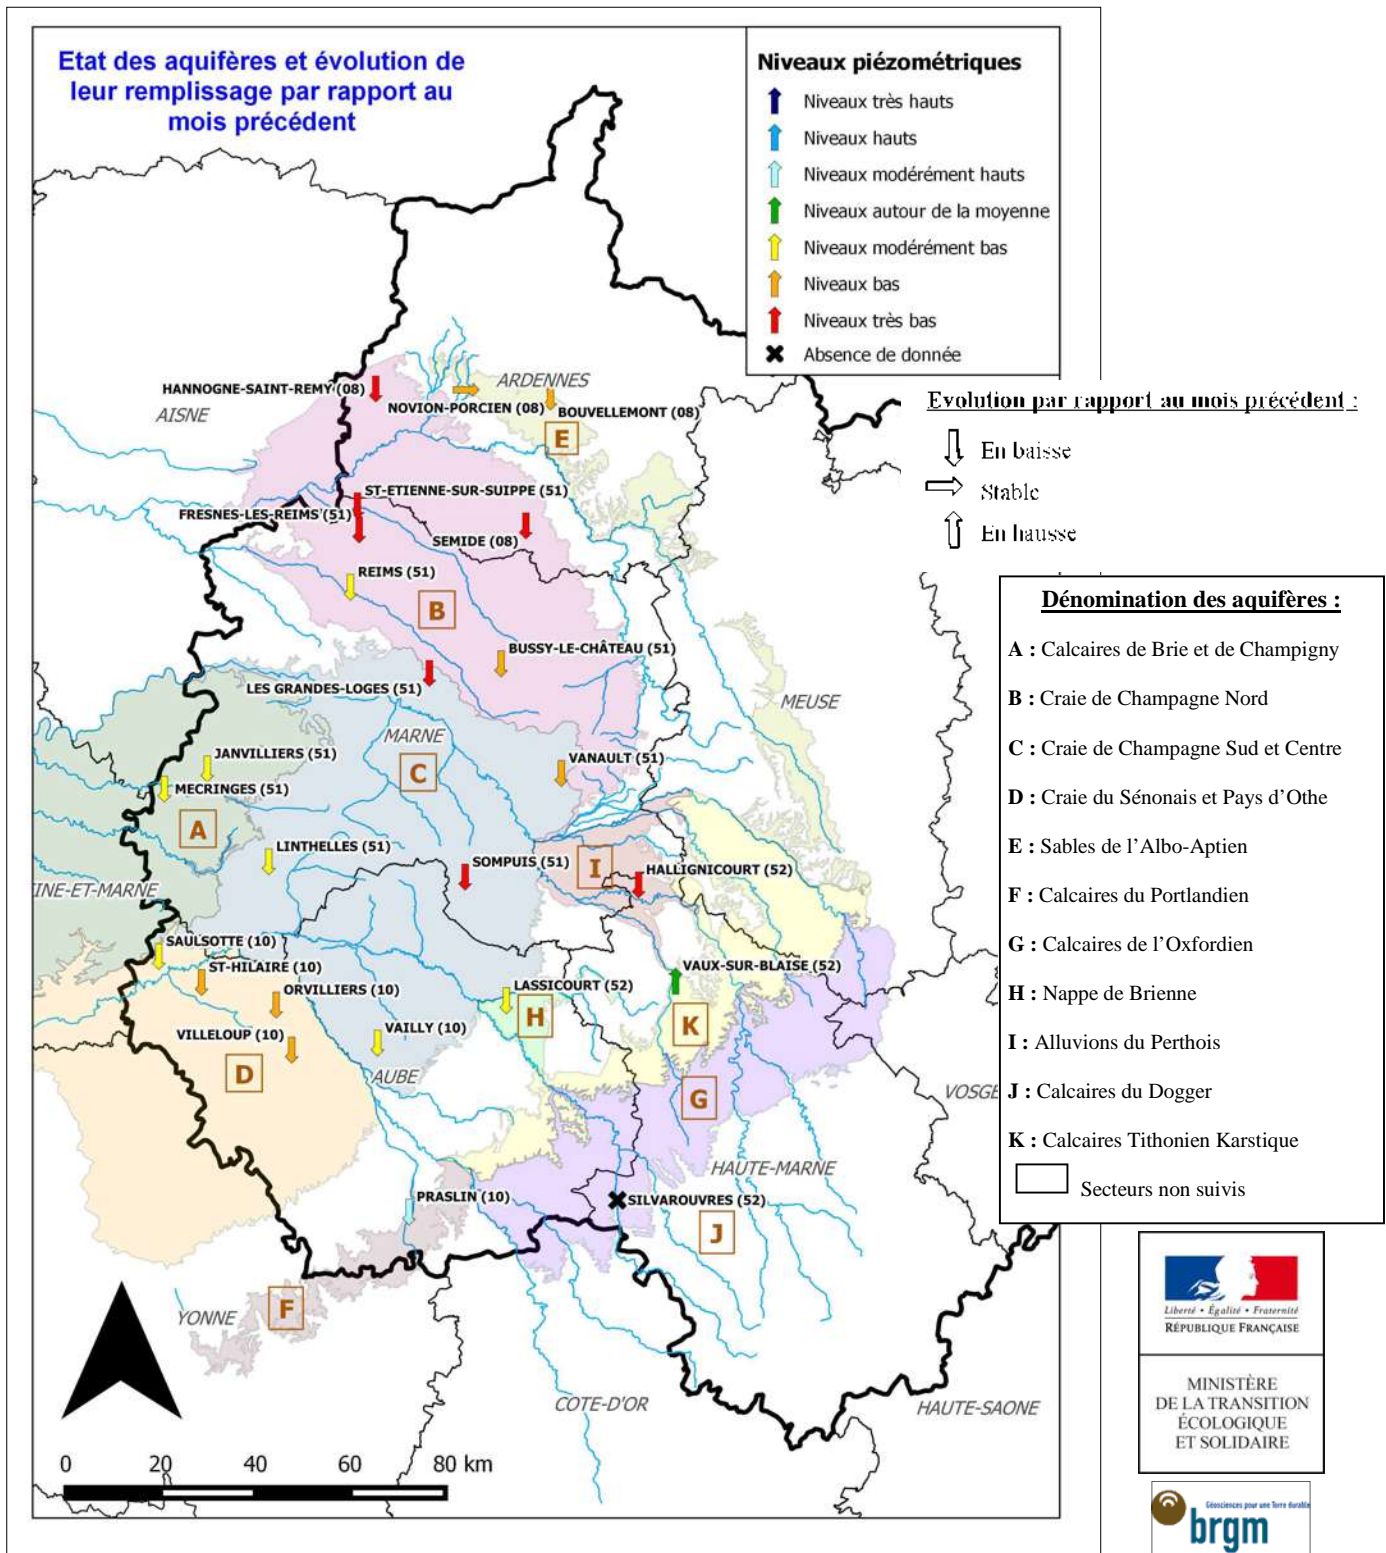 Etat des aquifères et évolution de
leur remplissage par rapport au
mois précédent
Niveaux piézométriques
Niveaux très hauts
Niveaux hauts
Niveaux modérément hauts
Niveaux autour de la moyenne
Niveaux modérément bas
Niveaux bas
Niveaux très bas
Absence de donnée
Evolution par rapport au mois précédent :
En baisse
Stable
En hausse
Dénomination des aquifères :
A : Calcaires de Brie et de Champigny
B : Craie de Champagne Nord
C : Craie de Champagne Sud et Centre
D : Craie du Sénonais et Pays d'Othe
E : Sables de l'Albo-Aptien
F : Calcaires du Portlandien
G : Calcaires de l'Oxfordien
H : Nappe de Brienne
I : Alluvions du Perthois
J : Calcaires du Dogger
K : Calcaires Tithonien Karstique
Secteurs non suivis
HANNOGNE-SAINT-REMY (08)
ARDENNES
AISNE
NOVION-PORCIEN (08)
BOUVELLEMONT (08)
E
ST-ETIENNE-SUR-SUIPPE (51)
FRESNES-LES-REIMS (51)
SEMIDE (08)
REIMS (51)
B
BUSSY-LE-CHÂTEAU (51)
LES GRANDES-LOGES (51)
MEUSE
MARNE
JANVILLIERS (51)
VANAULT (51)
C
MECRINGES (51)
A
LINTHELLES (51)
SOMPUIS (51)
I
HALLIGNICOURT (52)
INE-ET-MARNE
SAULSOTTE (10)
ST-HILAIRE (10)
VAUX-SUR-BLAISE (52)
ORVILLIERS (10)
LASSICOURT (52)
H
K
VILLELOUP (10)
VAILLY (10)
D
AUBE
G
VOSGE
HAUTE-MARNE
PRASLIN (10)
SILVAROUVRES (52)
J
F
YONNE
COTE-D'OR
HAUTE-SAONE
0 20 40 60 80 km
Liberté • Égalité • Fraternité
RÉPUBLIQUE FRANÇAISE
MINISTÈRE
DE LA TRANSITION
ÉCOLOGIQUE
ET SOLIDAIRE
Géosciences pour une Terre durable
brgm